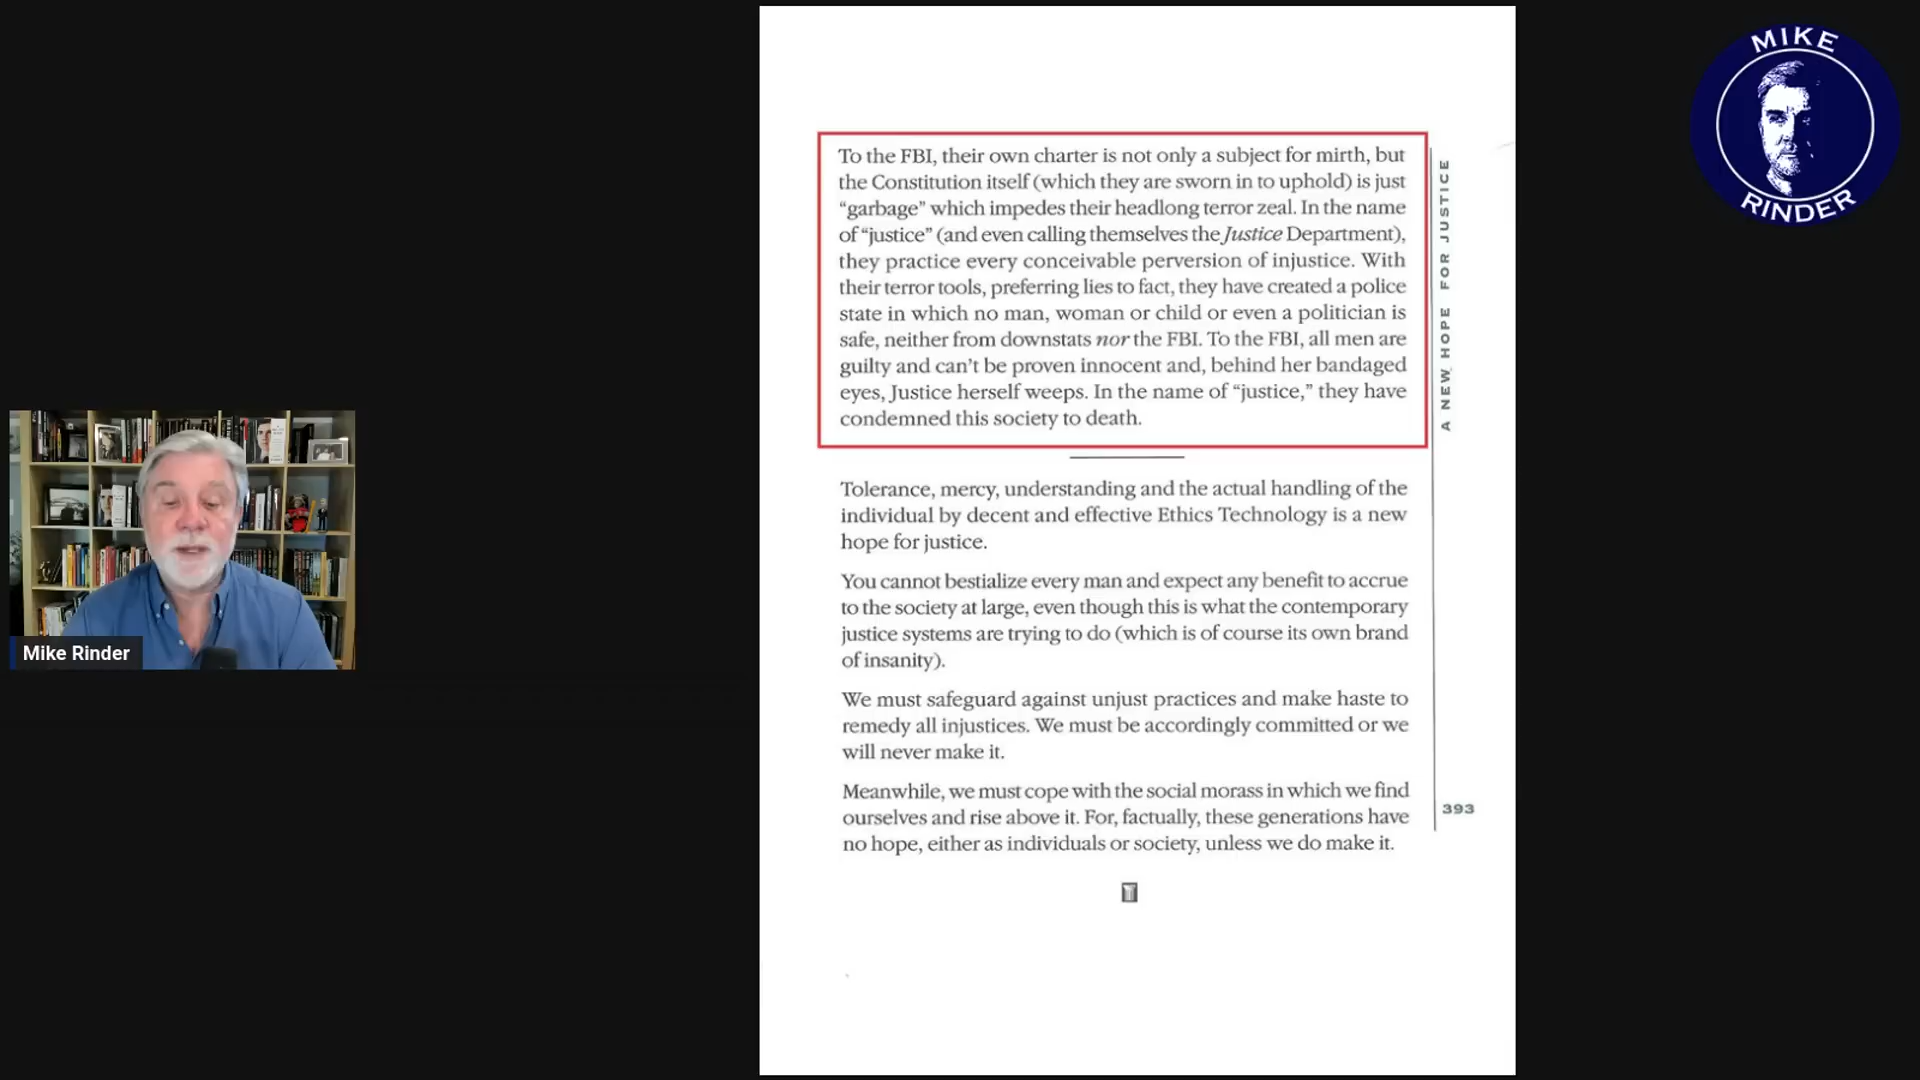 To the FBI, their own charter is not only a subject for mirth, but
the Constitution itself (which they are sworn in to uphold) is just
“garbage” which impedes their headlong terror zeal. In the name
of “justice” (and even calling themselves the Justice Department),
they practice every conceivable perversion of injustice. With
their terror tools, preferring lies to fact, they have created a police
state in which no man, woman or child or even a politician is
safe, neither from downstats nor the FBI. To the FBI, all men are
guilty and can’t be proven innocent and, behind her bandaged
eyes, Justice herself weeps. In the name of “justice,” they have
condemned this society to death.
Tolerance, mercy, understanding and the actual handling of the
individual by decent and effective Ethics Technology is a new
hope for justice.
You cannot bestialize every man and expect any benefit to accrue
to the society at large, even though this is what the contemporary
justice systems are trying to do (which is of course its own brand
of insanity).
We must safeguard against unjust practices and make haste to
remedy all injustices. We must be accordingly committed or we
will never make it.
Meanwhile, we must cope with the social morass in which we find
ourselves and rise above it. For, factually, these generations have
no hope, either as individuals or society, unless we do make it.
A NEW HOPE FOR JUSTICE
393
Mike Rinder
MIKE
RINDER